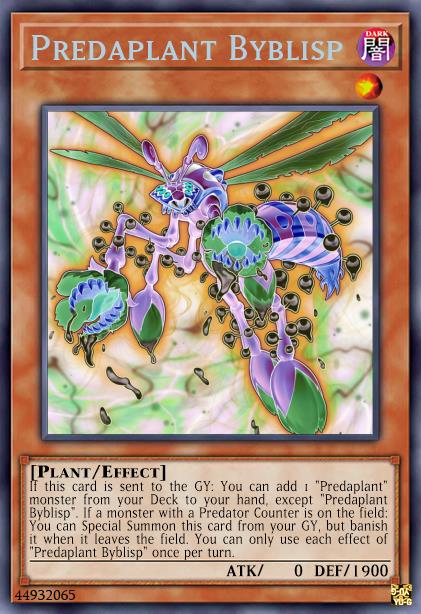 PREDAPLANT BYBLISP
DARK
闇
[PLANT/EFFECT]
If this card is sent to the GY: You can add 1 "Predaplant"
monster from your Deck to your hand, except "Predaplant
Byblisp". If a monster with a Predator Counter is on the field:
You can Special Summon this card from your GY, but banish
it when it leaves the field. You can only use each effect of
"Predaplant Byblisp" once per turn.
ATK/ 0 DEF/1900
44932065